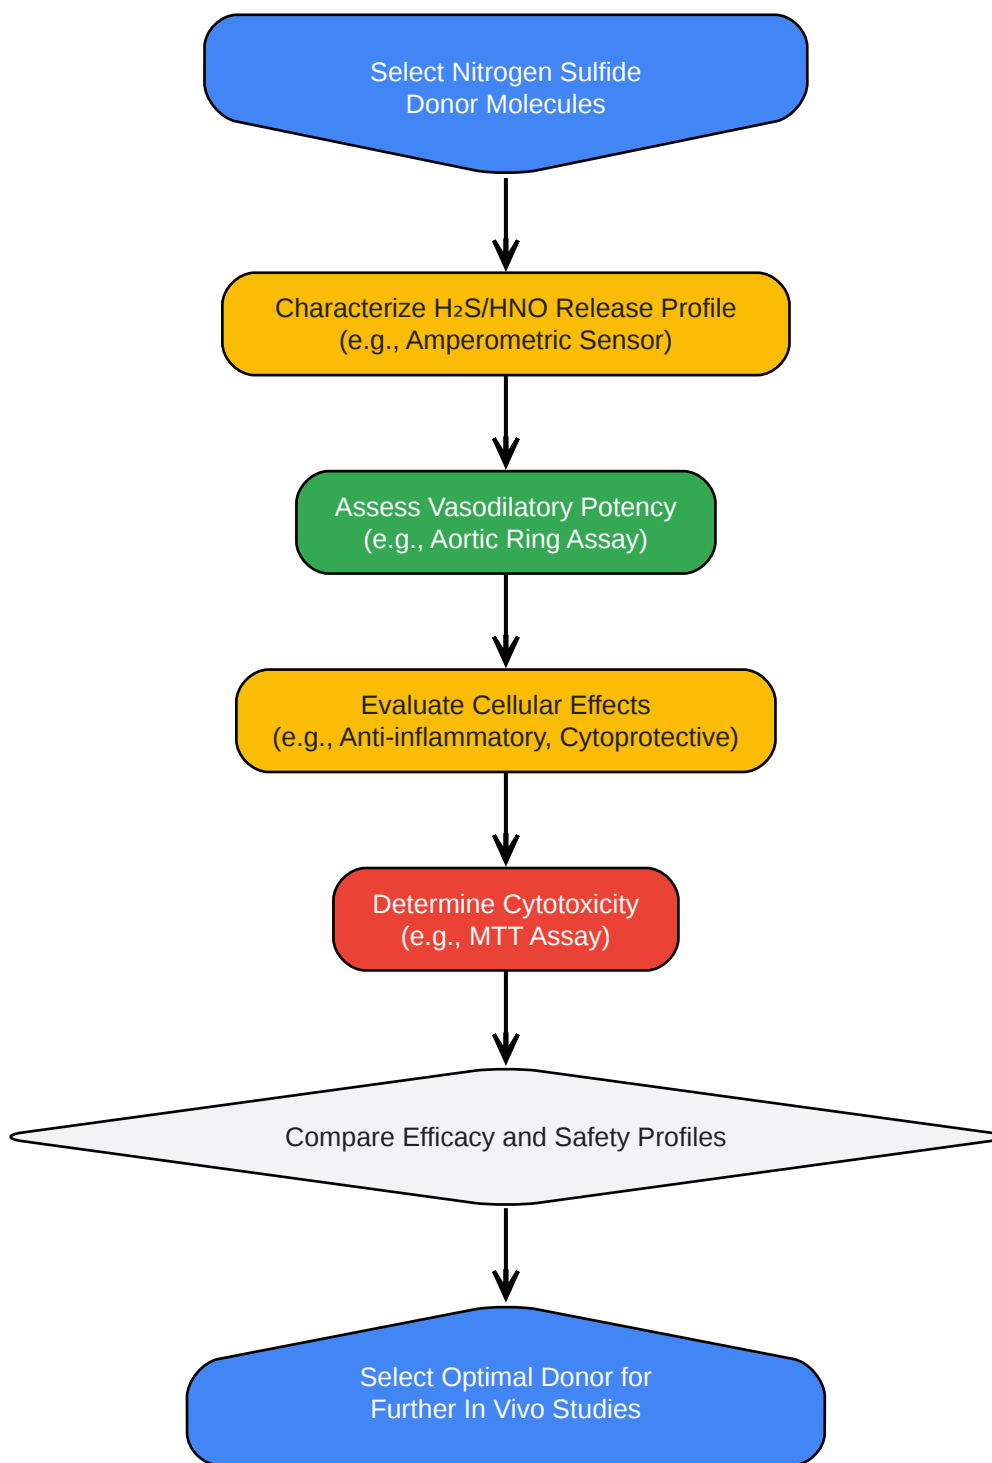 Select Nitrogen Sulfide
Donor Molecules
Characterize H₂S/HNO Release Profile
(e.g., Amperometric Sensor)
Assess Vasodilatory Potency
(e.g., Aortic Ring Assay)
Evaluate Cellular Effects
(e.g., Anti-inflammatory, Cytoprotective)
Determine Cytotoxicity
(e.g., MTT Assay)
Compare Efficacy and Safety Profiles
Select Optimal Donor for
Further In Vivo Studies